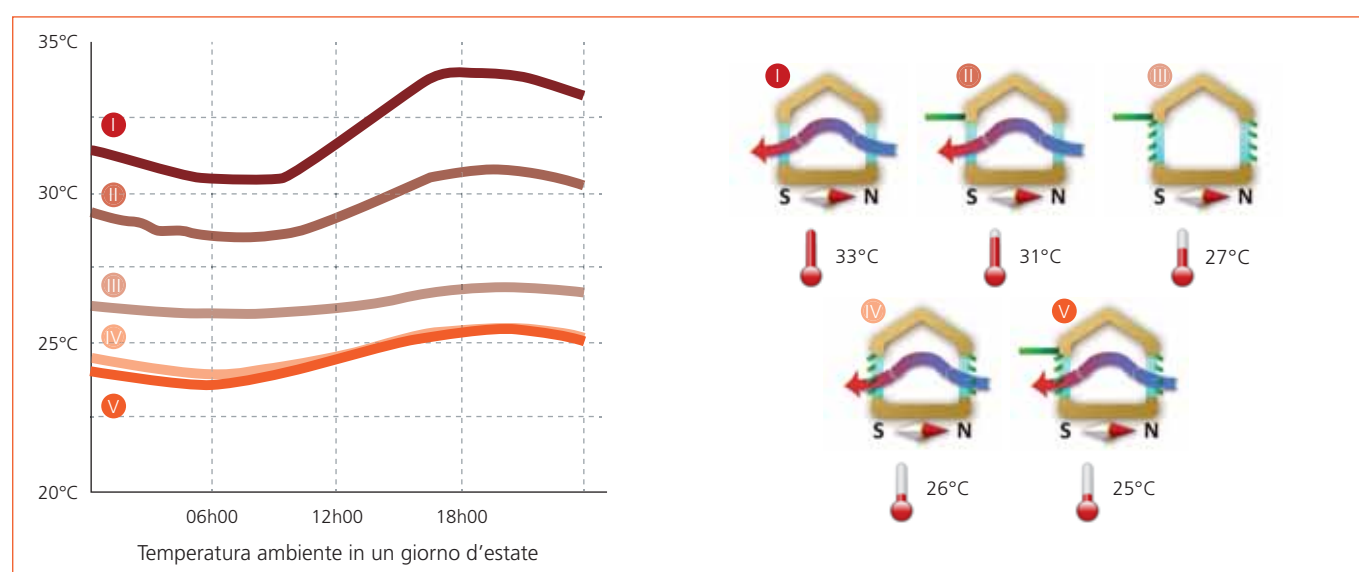 35°C
30°C
25°C
20°C
I
II
III
IV
V
06h00 12h00 18h00
Temperatura ambiente in un giorno d'estate
I II III
S N S N S N
33°C 31°C 27°C
IV V
S N S N
26°C 25°C